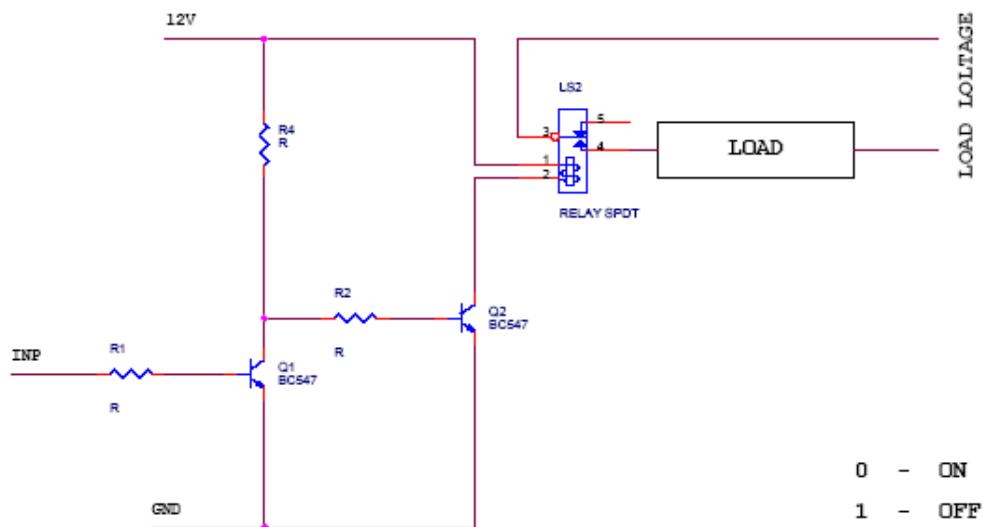 12V
LOAD LOLTAGE
LS2
R4
R
5
3
4
LOAD
1
2
RELAY SPDT
R2
Q2
BC547
R
INP
R1
Q1
BC547
R
0 - ON
GND
1 - OFF